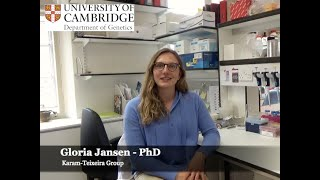 UNIVERSITY OF
CAMBRIDGE
Department of Genetics
Gloria Jansen - PhD
Karam-Teixeira Group